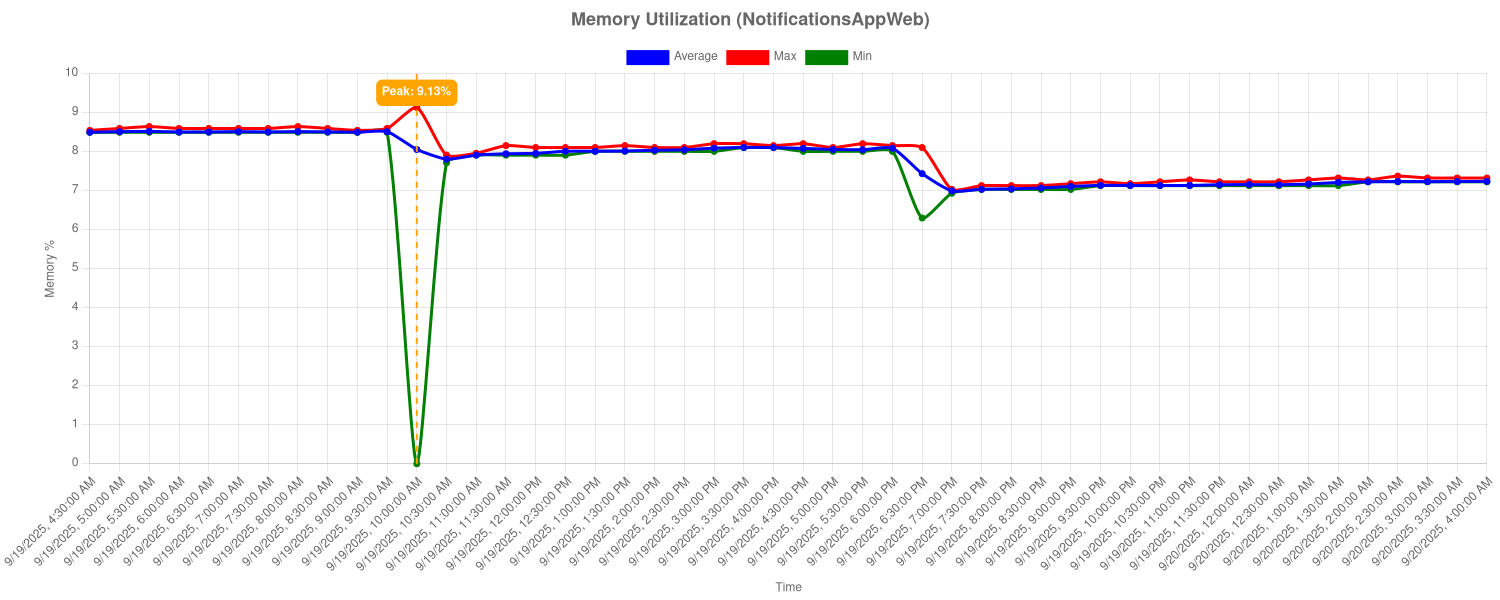 Memory Utilization (NotificationsAppWeb)
Average Max Min
Peak: 9.13%
10
9
8
7
6
5
4
3
2
1
0
Memory %
9/19/2025, 4:30:00 AM
9/19/2025, 5:00:00 AM
9/19/2025, 5:30:00 AM
9/19/2025, 6:00:00 AM
9/19/2025, 6:30:00 AM
9/19/2025, 7:00:00 AM
9/19/2025, 7:30:00 AM
9/19/2025, 8:00:00 AM
9/19/2025, 8:30:00 AM
9/19/2025, 9:00:00 AM
9/19/2025, 9:30:00 AM
9/19/2025, 10:00:00 AM
9/19/2025, 10:30:00 AM
9/19/2025, 11:00:00 AM
9/19/2025, 11:30:00 AM
9/19/2025, 12:00:00 PM
9/19/2025, 12:30:00 PM
9/19/2025, 1:00:00 PM
9/19/2025, 1:30:00 PM
9/19/2025, 2:00:00 PM
9/19/2025, 2:30:00 PM
9/19/2025, 3:00:00 PM
9/19/2025, 3:30:00 PM
9/19/2025, 4:00:00 PM
9/19/2025, 4:30:00 PM
9/19/2025, 5:00:00 PM
9/19/2025, 5:30:00 PM
9/19/2025, 6:00:00 PM
9/19/2025, 6:30:00 PM
9/19/2025, 7:00:00 PM
9/19/2025, 7:30:00 PM
9/19/2025, 8:00:00 PM
9/19/2025, 8:30:00 PM
9/19/2025, 9:00:00 PM
9/19/2025, 9:30:00 PM
9/19/2025, 10:00:00 PM
9/19/2025, 10:30:00 PM
9/19/2025, 11:00:00 PM
9/19/2025, 11:30:00 PM
9/20/2025, 12:00:00 AM
9/20/2025, 12:30:00 AM
9/20/2025, 1:00:00 AM
9/20/2025, 1:30:00 AM
9/20/2025, 2:00:00 AM
9/20/2025, 2:30:00 AM
9/20/2025, 3:00:00 AM
9/20/2025, 3:30:00 AM
9/20/2025, 4:00:00 AM
Time